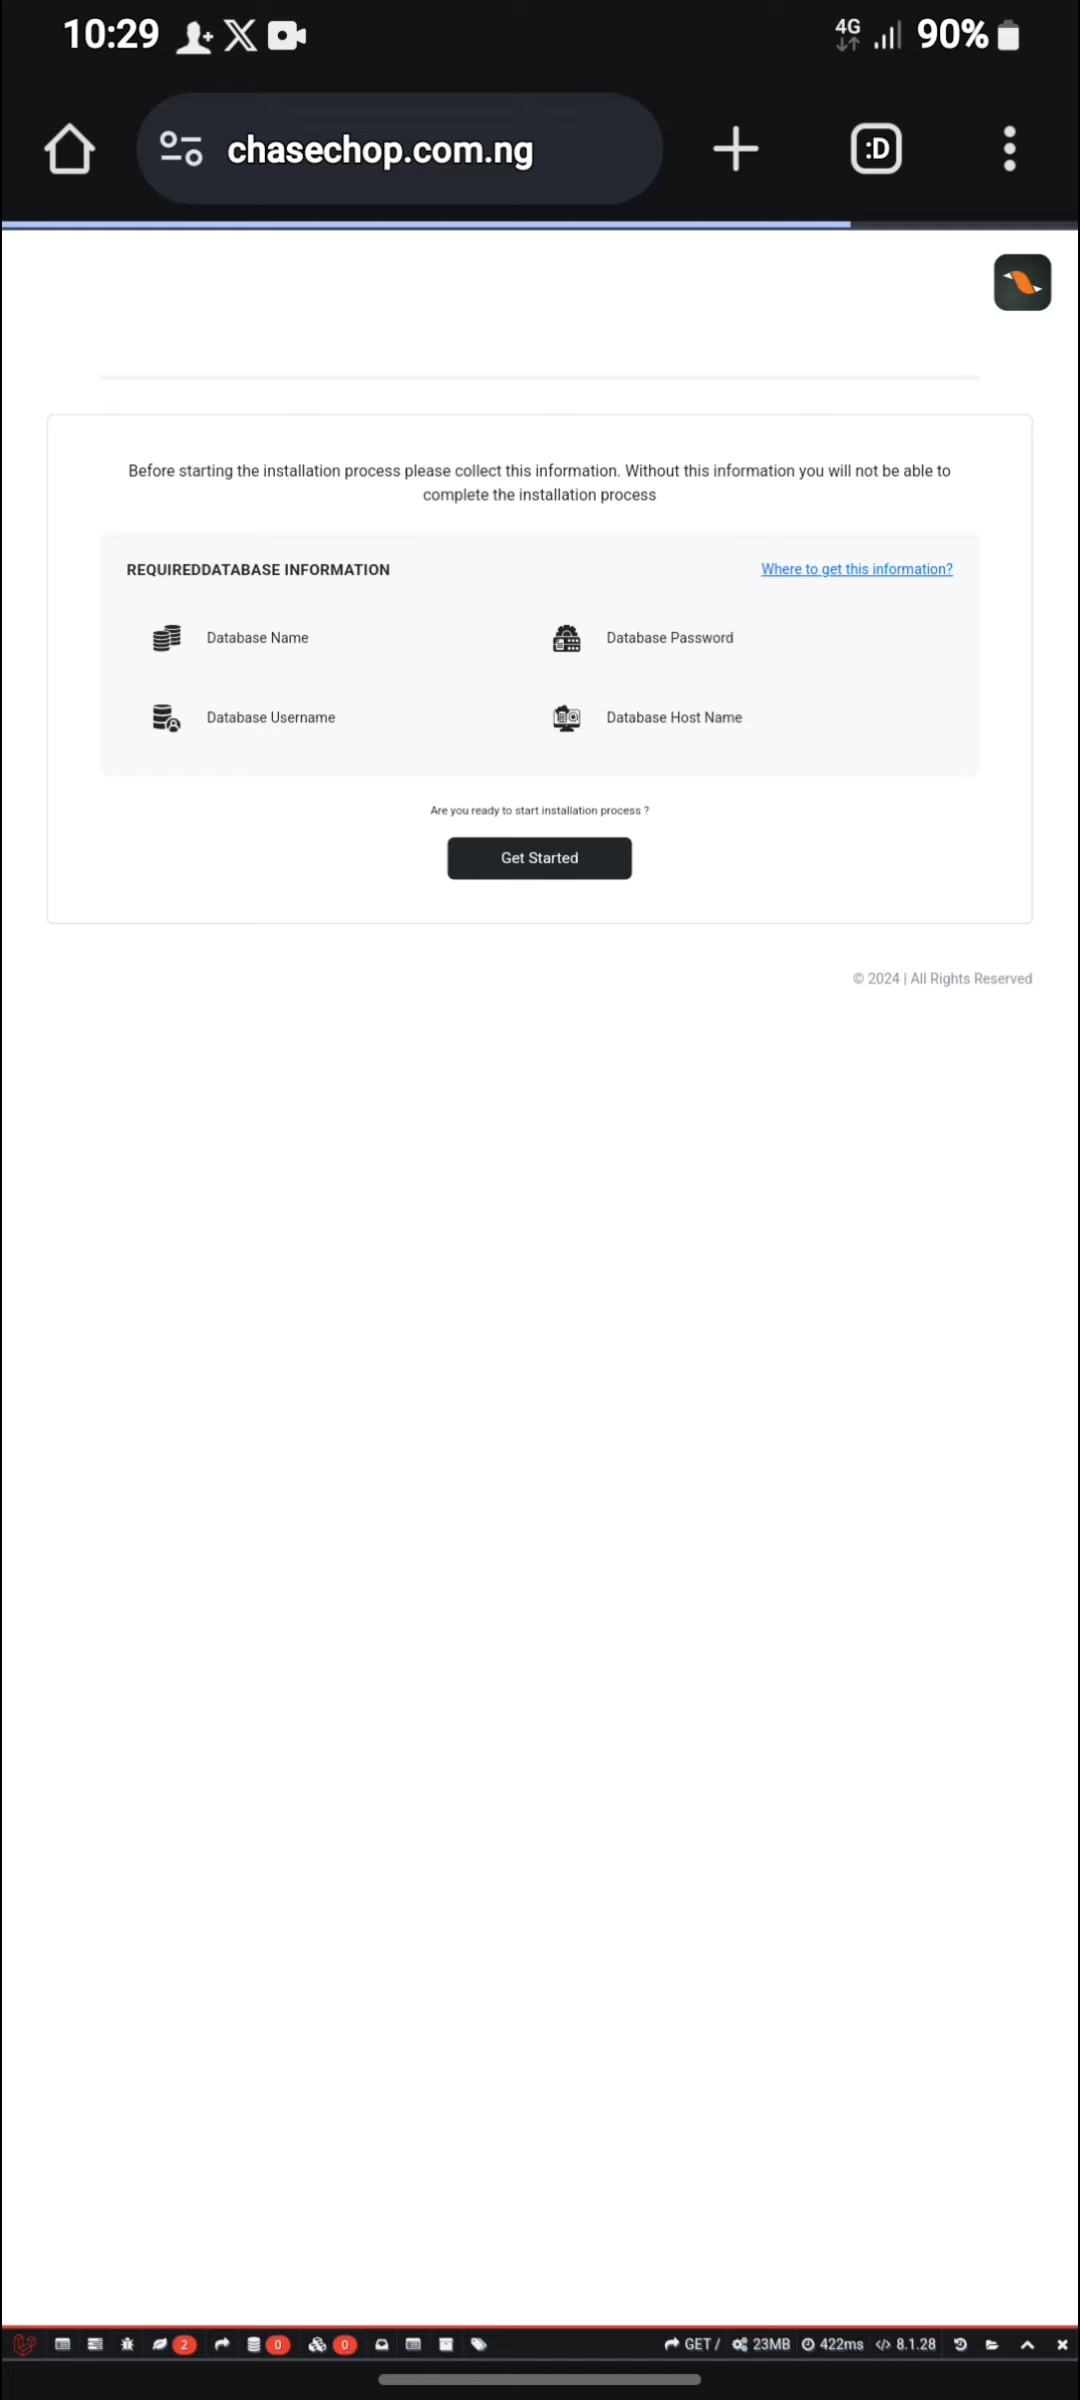 10:29
4G
90%
chasechop.com.ng
:D
Before starting the installation process please collect this information. Without this information you will not be able to
complete the installation process
REQUIREDDATABASE INFORMATION
Where to get this information?
Database Name
Database Password
Database Username
Database Host Name
Are you ready to start installation process ?
Get Started
© 2024 | All Rights Reserved
2
0
0
GET /
23MB
422ms
8.1.28